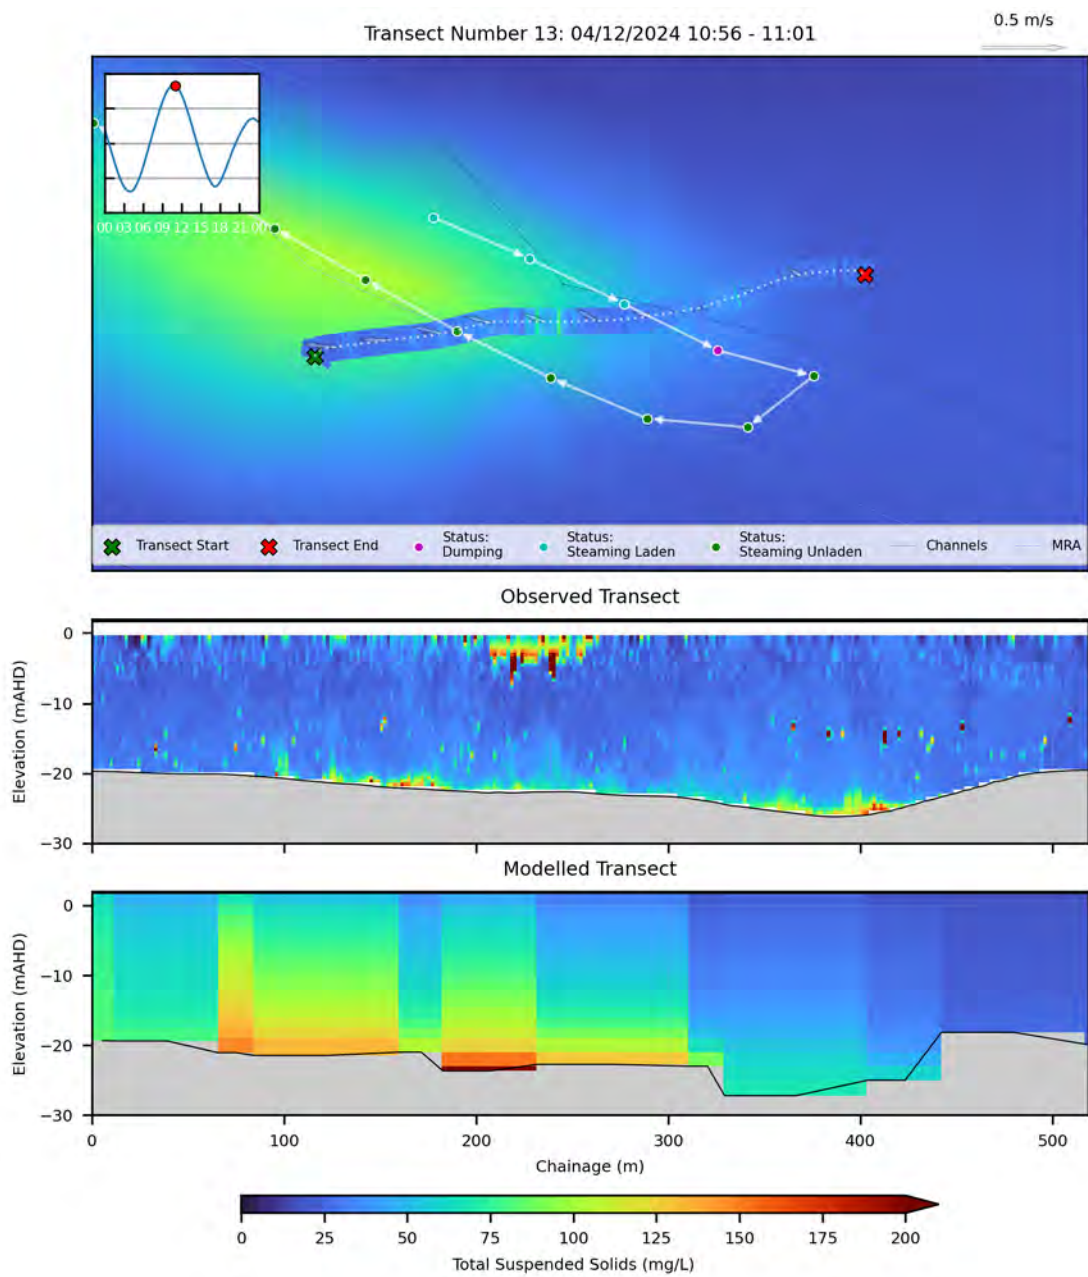 0.5 m/s
Transect Number 13: 04/12/2024 10:56 - 11:01
00 03 06 09 12 15 18 21 00
Transect Start
Transect End
Status:
Dumping
Status:
Steaming Laden
Status:
Steaming Unladen
Channels
MRA
Observed Transect
Elevation (mAHD)
0
−10
−20
−30
Modelled Transect
Elevation (mAHD)
0
−10
−20
−30
0 100 200 300 400 500
Chainage (m)
0 25 50 75 100 125 150 175 200
Total Suspended Solids (mg/L)